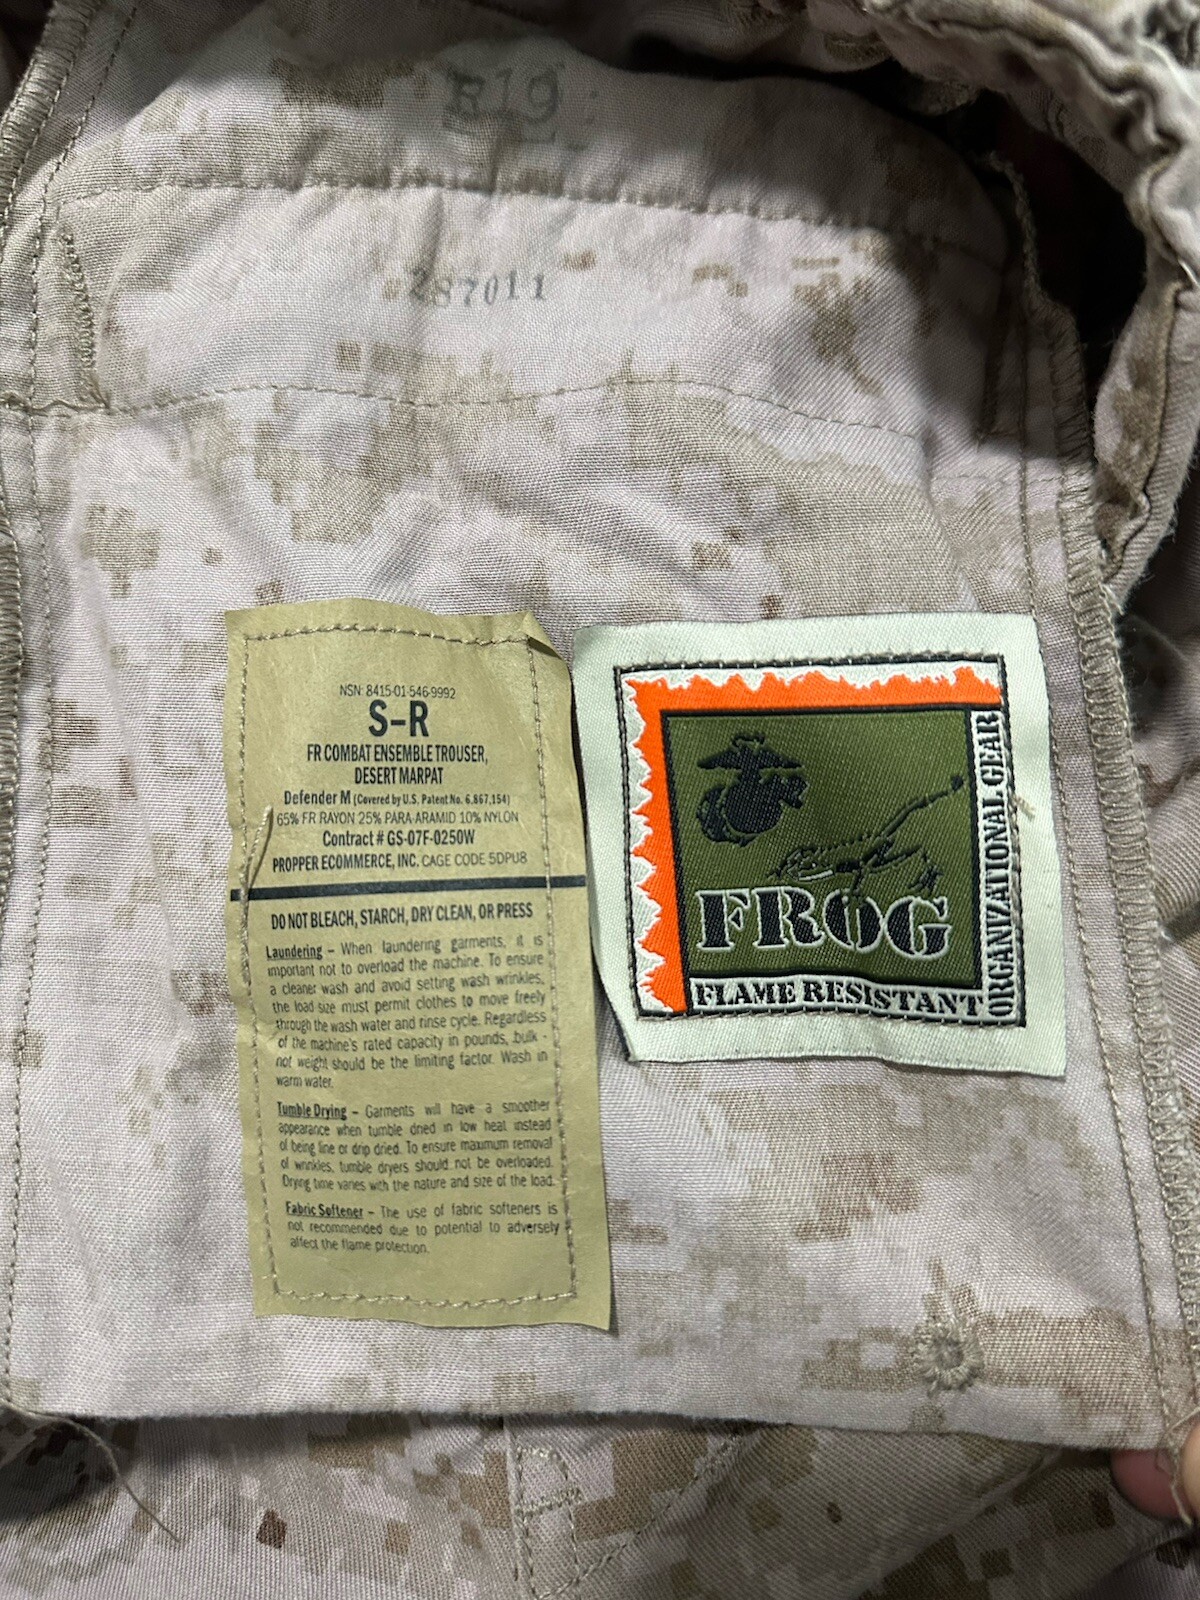 R19
287011
NSN: 8415-01-546-9992
S-R
FR COMBAT ENSEMBLE TROUSER,
DESERT MARPAT
Defender M (Covered by U.S. Patent No. 6,867,154)
65% FR RAYON 25% PARA-ARAMID 10% NYLON
Contract # GS-07F-0250W
PROPPER ECOMMERCE, INC. CAGE CODE 5DPU8
DO NOT BLEACH, STARCH, DRY CLEAN, OR PRESS
Laundering – When laundering garments, it is
important not to overload the machine. To ensure
a cleaner wash and avoid setting wash wrinkles,
the load size must permit clothes to move freely
through the wash water and rinse cycle. Regardless
of the machine's rated capacity in pounds, bulk -
not weight should be the limiting factor. Wash in
warm water.
Tumble Drying – Garments will have a smoother
appearance when tumble dried in low heat instead
of being line or drip dried. To ensure maximum removal
of wrinkles, tumble dryers should not be overloaded.
Drying time varies with the nature and size of the load.
Fabric Softener – The use of fabric softeners is
not recommended due to potential to adversely
affect the flame protection.
FROG
FLAME RESISTANT
ORGANIZATIONAL GEAR